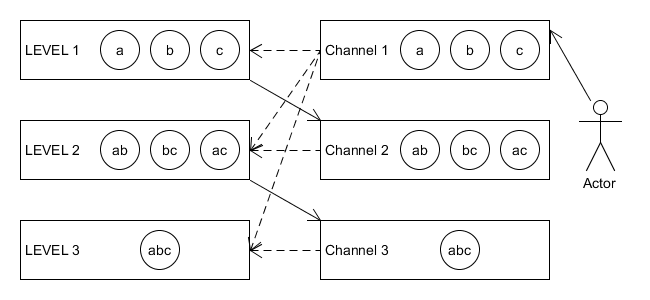 LEVEL 1 a b c Channel 1 a b c
LEVEL 2 ab bc ac Channel 2 ab bc ac
Actor
LEVEL 3 abc Channel 3 abc